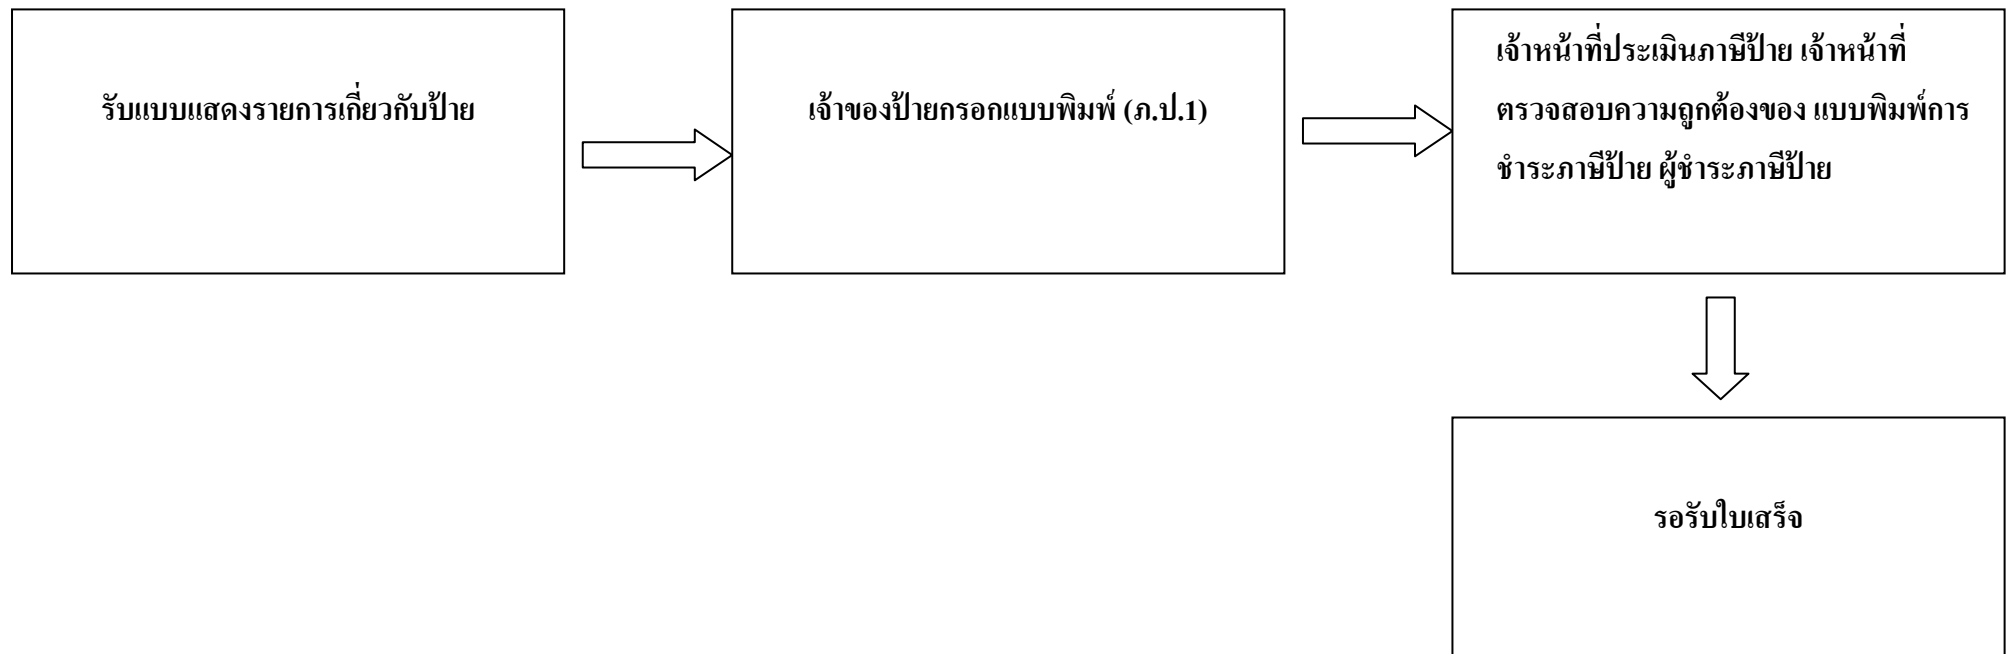 รับแบบแสดงรายการเกี่ยวกับป้าย
เจ้าของป้ายกรอกแบบพิมพ์ (ภ.ป.1)
เจ้าหน้าที่ประเมินภาษีป้าย เจ้าหน้าที่
ตรวจสอบความถูกต้องของ แบบพิมพ์การ
ชำระภาษีป้าย ผู้ชำระภาษีป้าย
รอรับใบเสร็จ